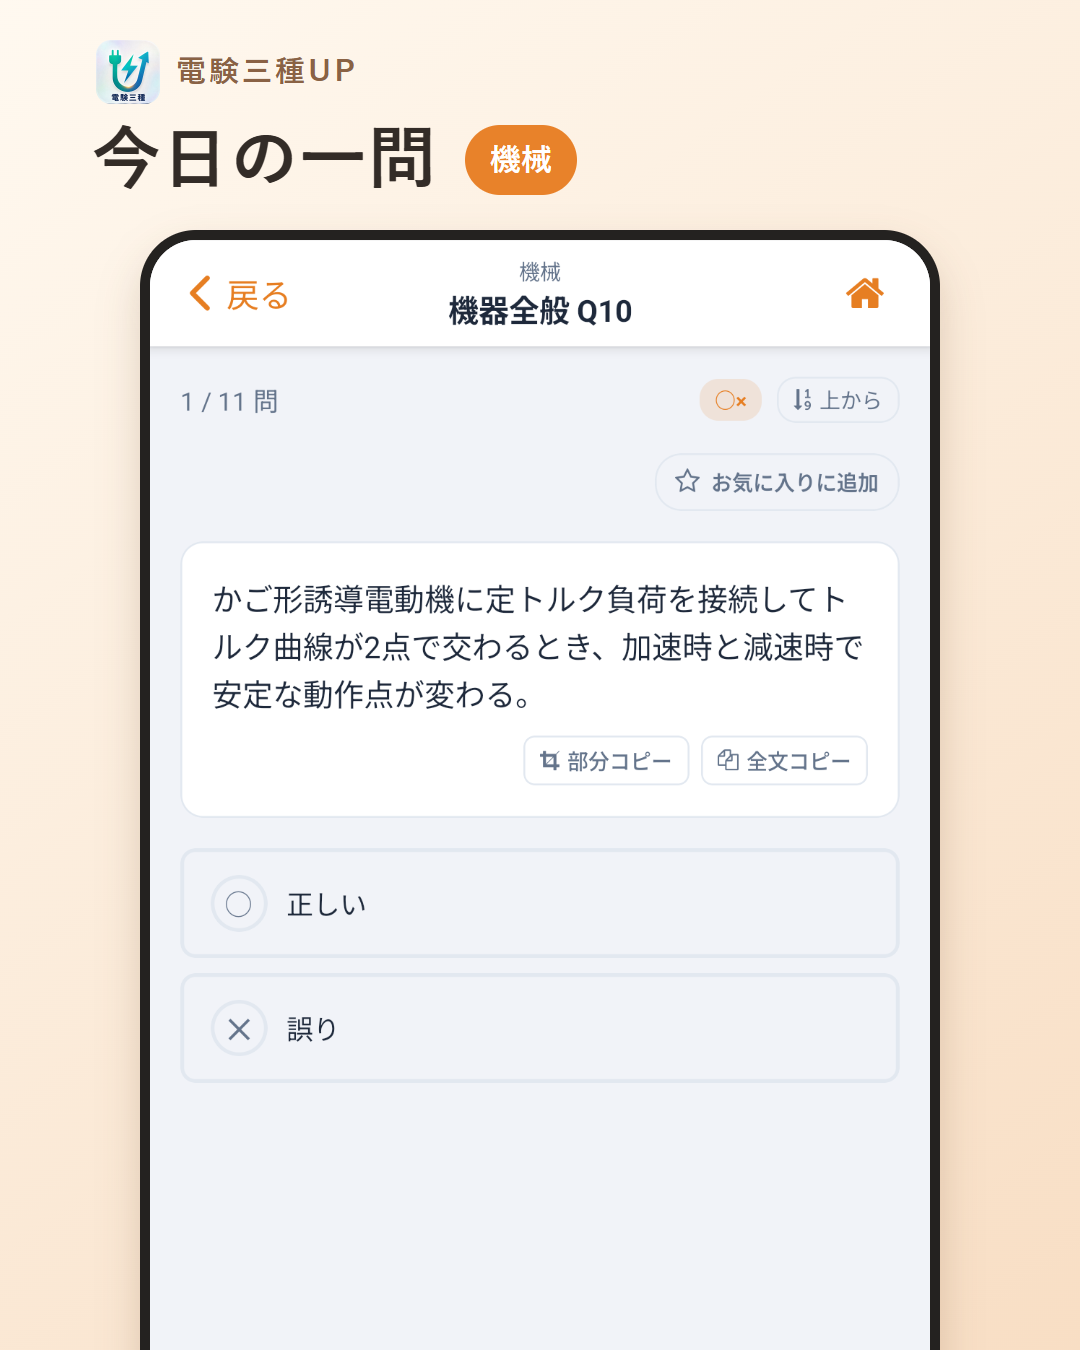 電験三種
電験三種UP
今日の一問
機械
戻る
機械
機器全般 Q10
1 / 11 問
〇×
19
上から
お気に入りに追加
かご形誘導電動機に定トルク負荷を接続してト
ルク曲線が2点で交わるとき、加速時と減速時で
安定な動作点が変わる。
部分コピー
全文コピー
〇 正しい
× 誤り